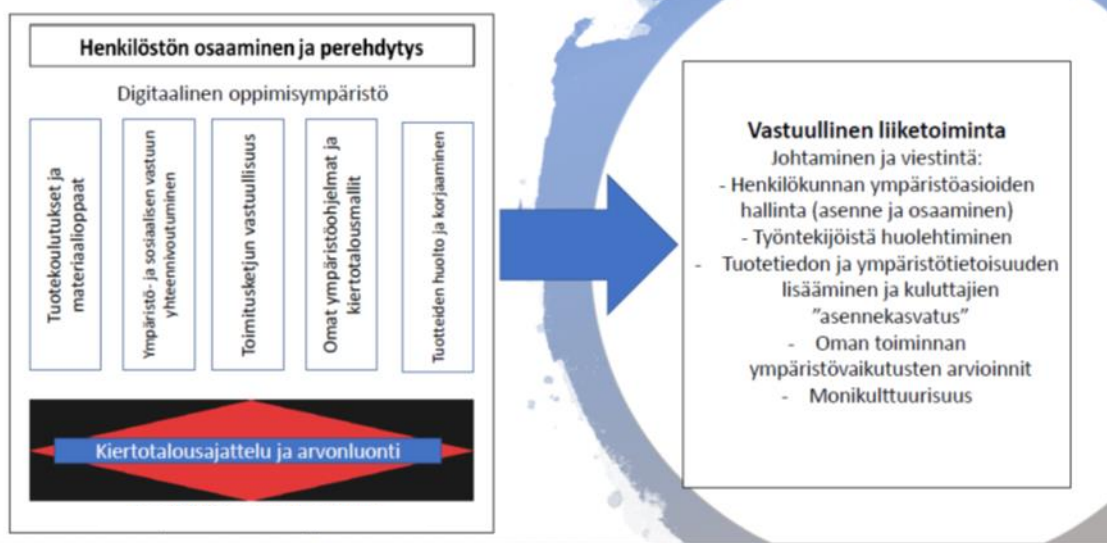 Henkilöstön osaaminen ja perehdytys
Digitaalinen oppimisympäristö
Tuotekoulutukset ja
materiaalioppaat
Ympäristö- ja sosiaalisen vastuun
yhteennivoutuminen
Toimitusketjun vastuullisuus
Omat ympäristöohjelmat ja
kiertotalousmallit
Tuotteiden huolto ja korjaaminen
Kiertotalousajattelu ja arvonluonti
Vastuullinen liiketoiminta
Johtaminen ja viestintä:
- Henkilökunnan ympäristöasioiden
hallinta (asenne ja osaaminen)
- Työntekijöistä huolehtiminen
- Tuotetiedon ja ympäristötietoisuuden
lisääminen ja kuluttajien
”asennekasvatus”
- Oman toiminnan
ympäristövaikutusten arvioinnit
- Monikulttuurisuus